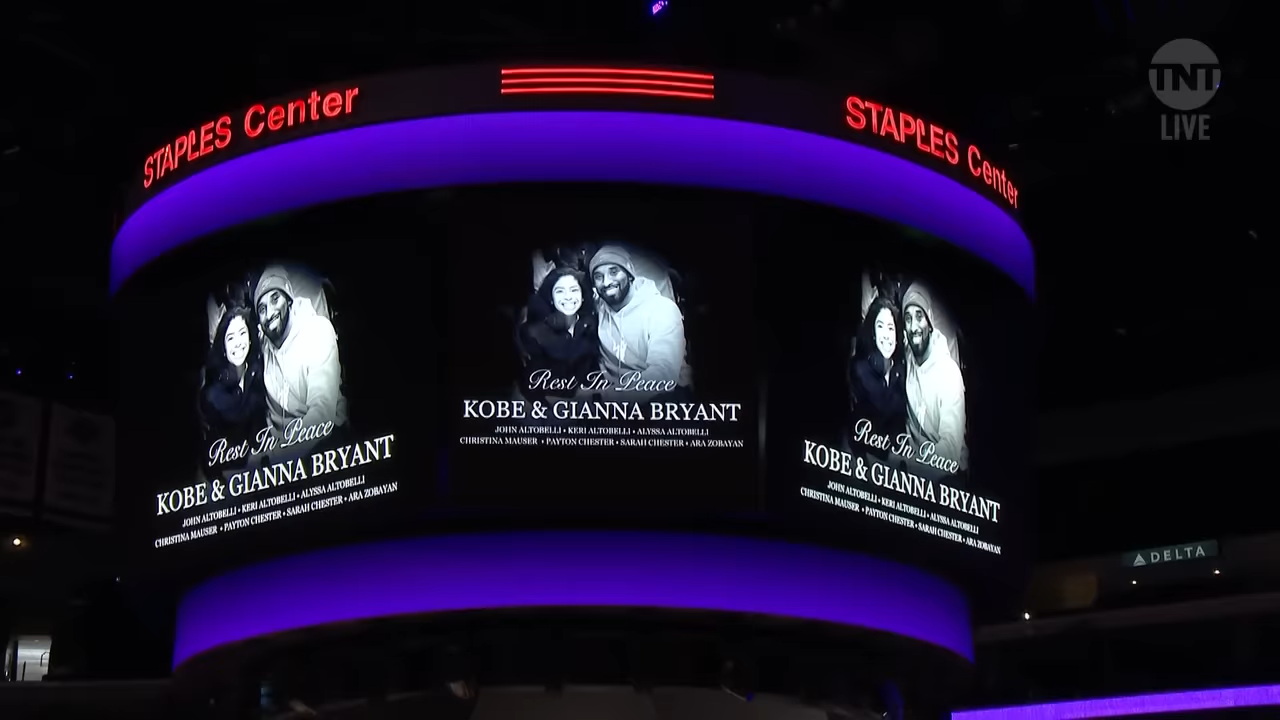 TNT
LIVE
STAPLES Center
STAPLES Center
Rest In Peace
KOBE & GIANNA BRYANT
JOHN ALTOBELLI • KERI ALTOBELLI • ALYSSA ALTOBELLI
CHRISTINA MAUSER • PAYTON CHESTER • SARAH CHESTER • ARA ZOBAYAN
Rest In Peace
KOBE & GIANNA BRYANT
JOHN ALTOBELLI • KERI ALTOBELLI • ALYSSA ALTOBELLI
CHRISTINA MAUSER • PAYTON CHESTER • SARAH CHESTER • ARA ZOBAYAN
Rest In Peace
KOBE & GIANNA BRYANT
JOHN ALTOBELLI • KERI ALTOBELLI • ALYSSA ALTOBELLI
CHRISTINA MAUSER • PAYTON CHESTER • SARAH CHESTER • ARA ZOBAYAN
DELTA